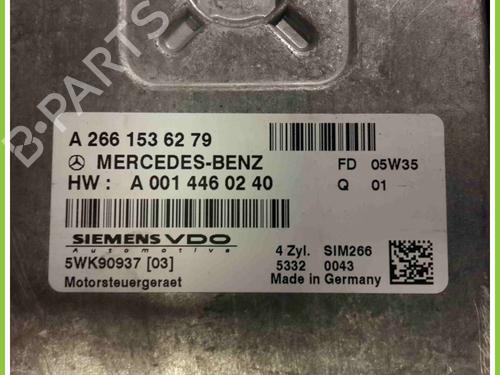 B-PARTS
A 266 153 62 79
MERCEDES-BENZ
FD 05W35
HW : A 001 446 02 40
Q 01
SIEMENS VDO
Automotive
4 Zyl. SIM266
5WK90937 [03]
5332 0043
Motorsteuergeraet
Made in Germany